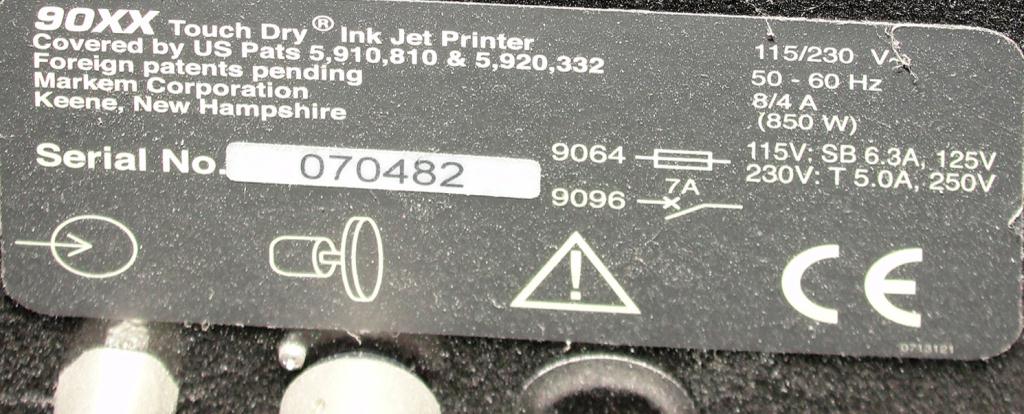 90XX Touch Dry® Ink Jet Printer
Covered by US Pats 5,910,810 & 5,920,332
Foreign patents pending
Markem Corporation
Keene, New Hampshire
115/230 V~
50 - 60 Hz
8/4 A
(850 W)
Serial No. 070482
9064
115V: SB 6.3A, 125V
230V: T 5.0A, 250V
9096
7A
CE
0713121